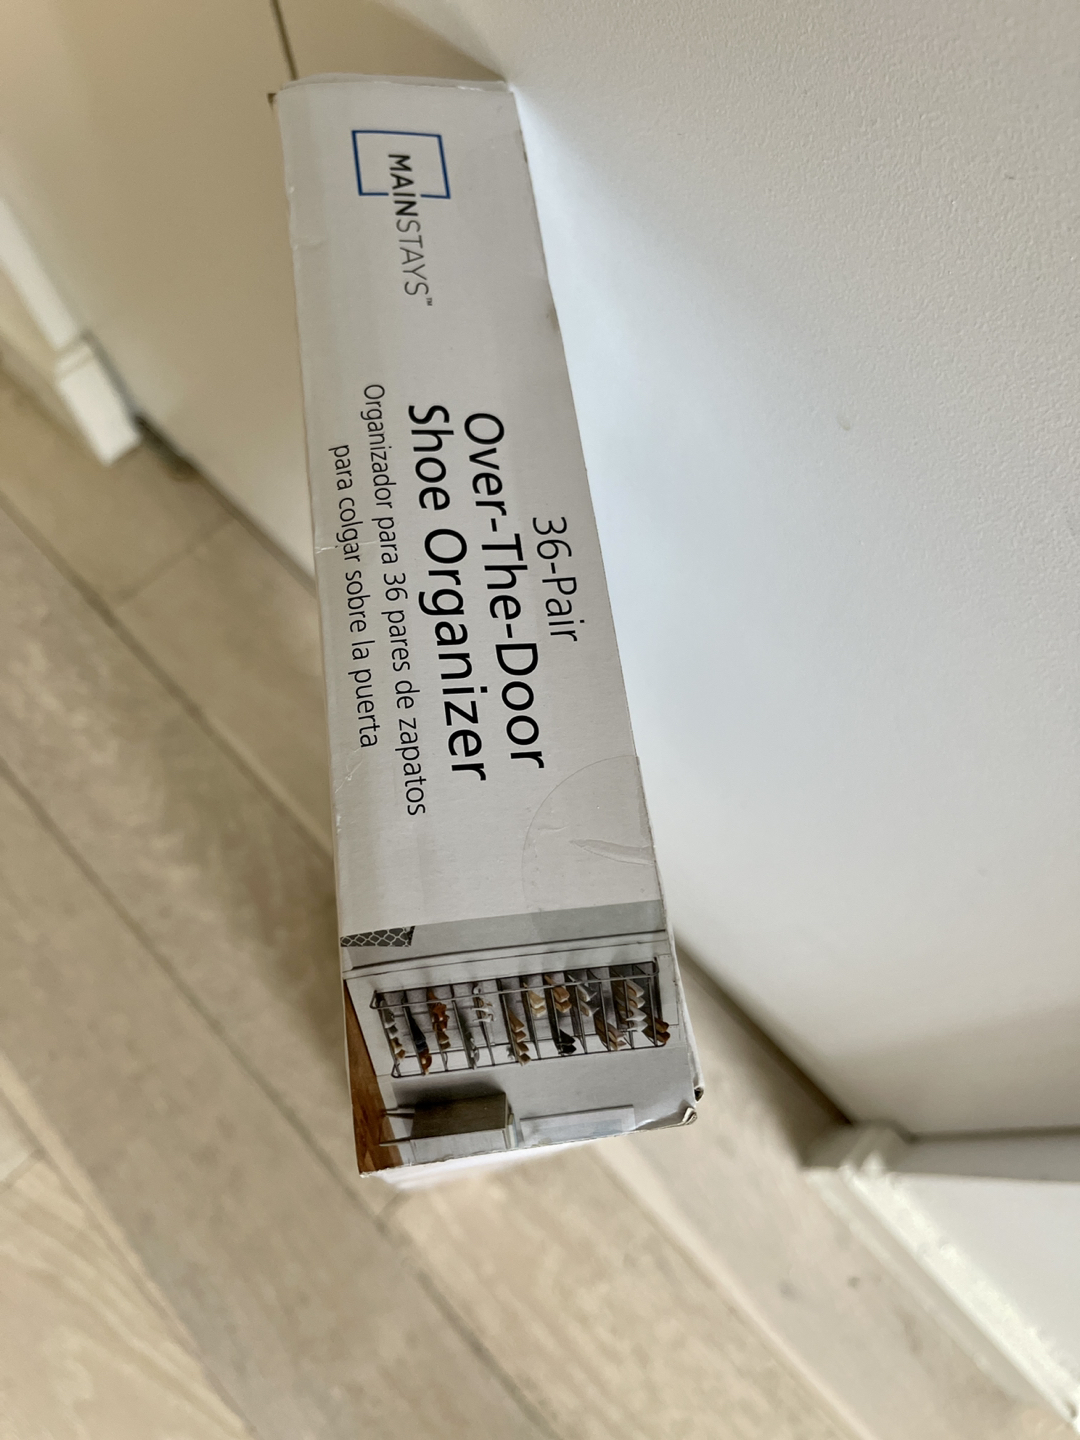 MAINSTAYS™
36-Pair
Over-The-Door
Shoe Organizer
Organizador para 36 pares de zapatos
para colgar sobre la puerta